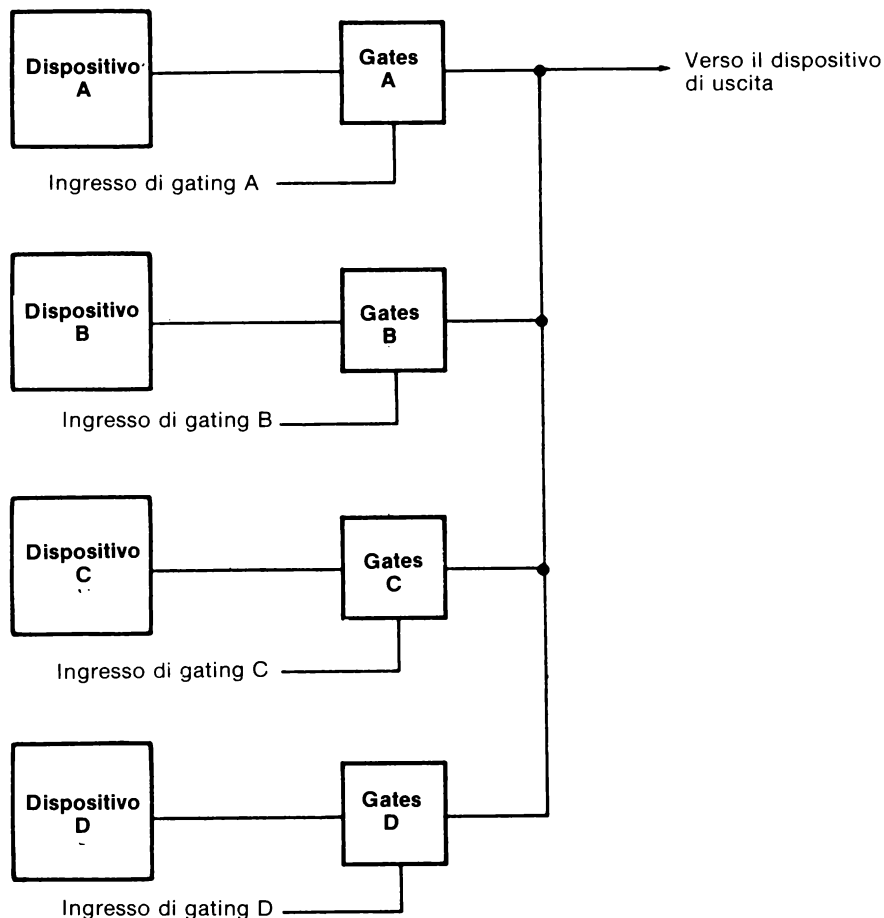 Dispositivo
A
Gates
A
Verso il dispositivo
di uscita
Ingresso di gating A
Dispositivo
B
Gates
B
Ingresso di gating B
Dispositivo
C
Gates
C
Ingresso di gating C
Dispositivo
D
Gates
D
Ingresso di gating D